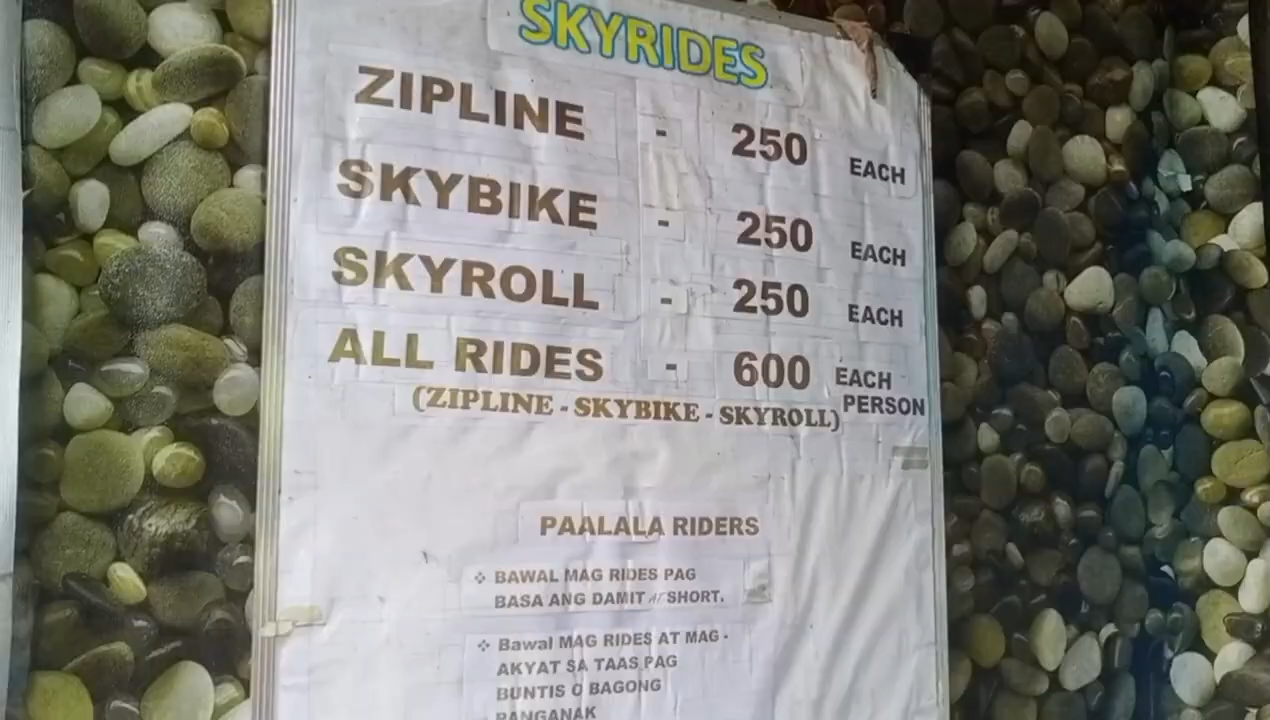 SKYRIDES
ZIPLINE - 250 EACH
SKYBIKE - 250 EACH
SKYROLL - 250 EACH
ALL RIDES - 600 EACH PERSON
(ZIPLINE - SKYBIKE - SKYROLL)
PAALALA RIDERS
❖ BAWAL MAG RIDES PAG
BASA ANG DAMIT AT SHORT.
❖ Bawal MAG RIDES AT MAG -
AKYAT SA TAAS PAG
BUNTIS O BAGONG
PANGANAK